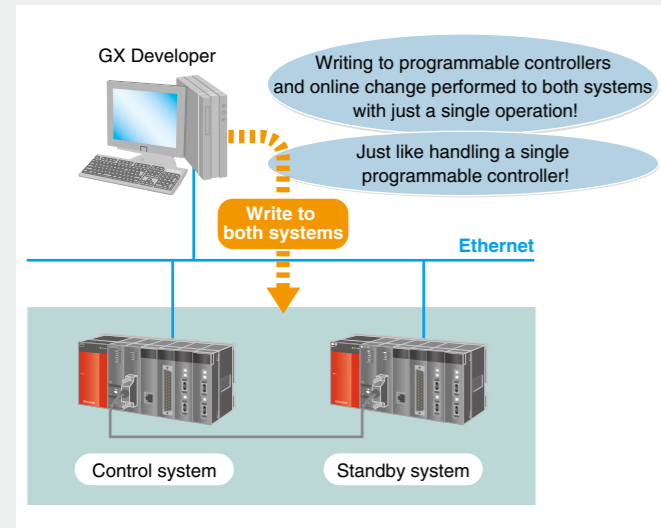 GX Developer
Writing to programmable controllers
and online change performed to both systems
with just a single operation!
Just like handling a single
programmable controller!
Write to
both systems
Ethernet
Control system
Standby system